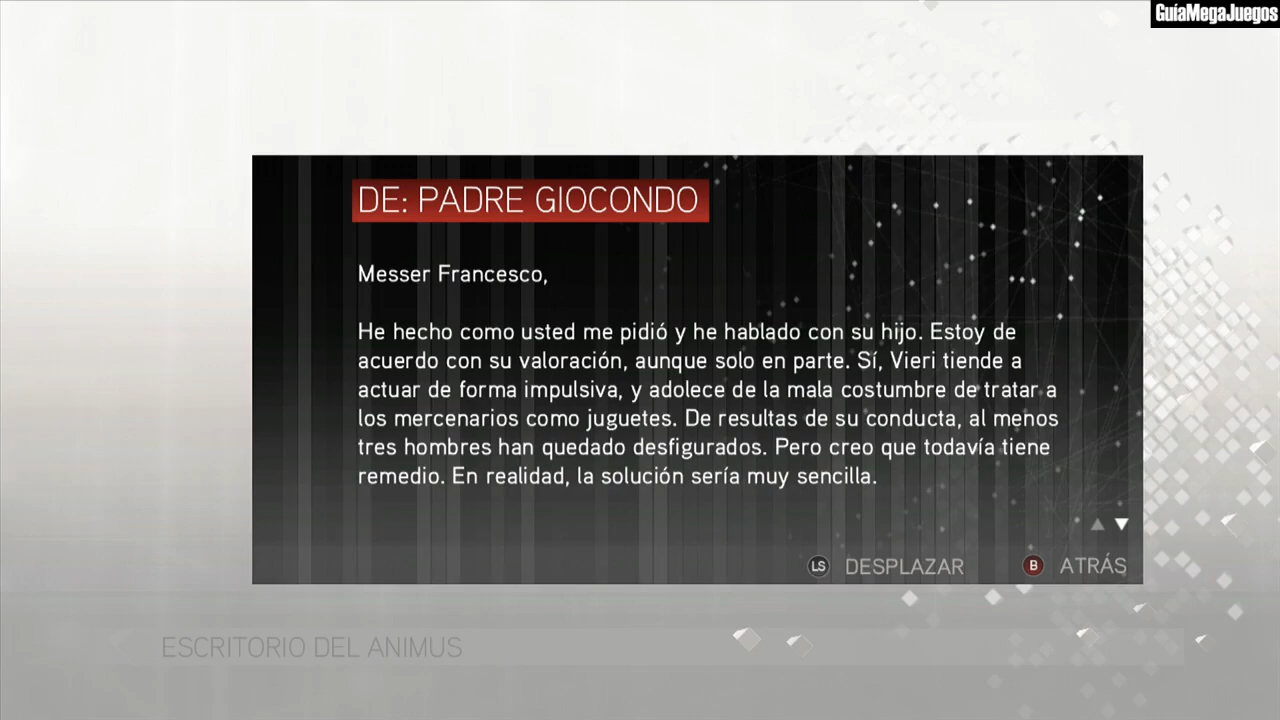 GuíaMegaJuegos
DE: PADRE GIOCONDO
Messer Francesco,
He hecho como usted me pidió y he hablado con su hijo. Estoy de
acuerdo con su valoración, aunque solo en parte. Sí, Vieri tiende a
actuar de forma impulsiva, y adolece de la mala costumbre de tratar a
los mercenarios como juguetes. De resultas de su conducta, al menos
tres hombres han quedado desfigurados. Pero creo que todavía tiene
remedio. En realidad, la solución sería muy sencilla.
LS DESPLAZAR B ATRÁS
ESCRITORIO DEL ANIMUS